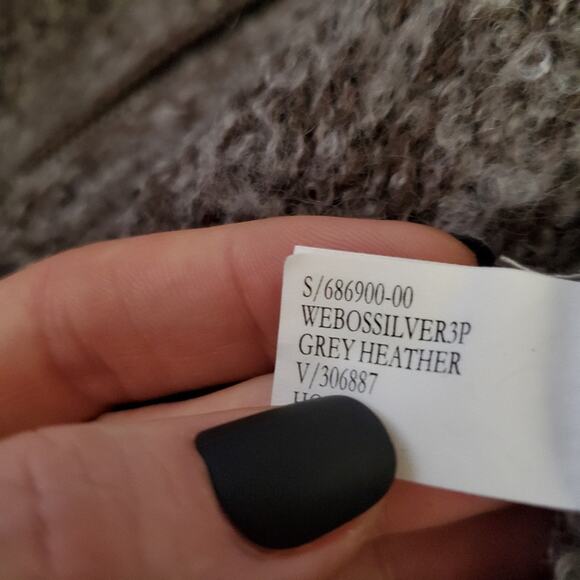 S/686900-00
WEBOSSILVER3P
GREY HEATHER
V/306887